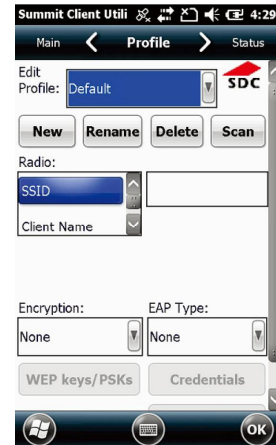 Summit Client Utili 4:29
Main Profile Status
Edit
Profile: Default SDC
New Rename Delete Scan
Radio:
SSID
Client Name
Encryption: EAP Type:
None None
WEP keys/PSKs Credentials
OK